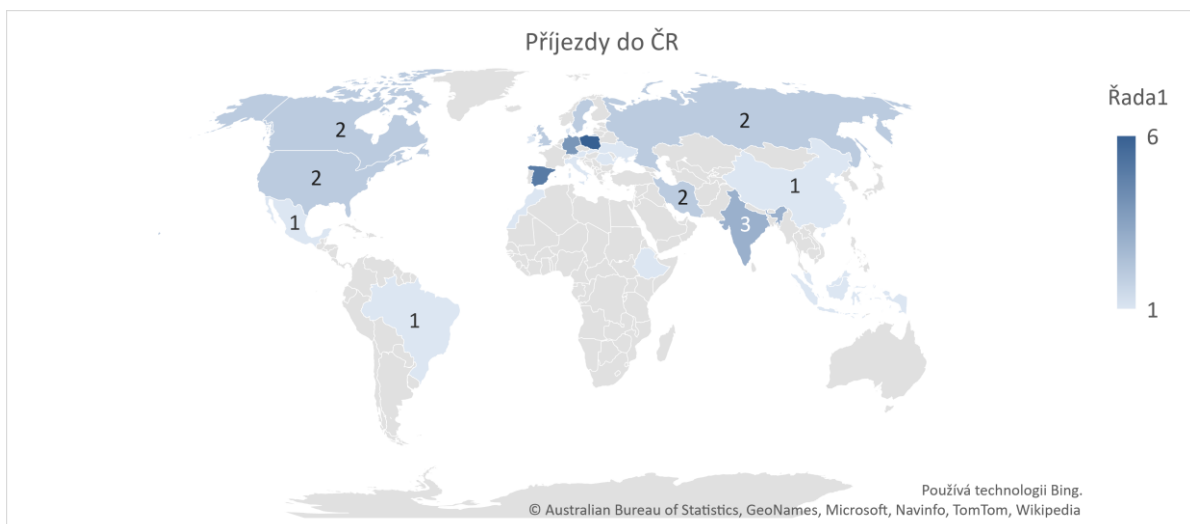 Příjezdy do ČR
Řada1
6
1
2
2
1
1
2
2
3
1
Používá technologii Bing.
© Australian Bureau of Statistics, GeoNames, Microsoft, Navinfo, TomTom, Wikipedia